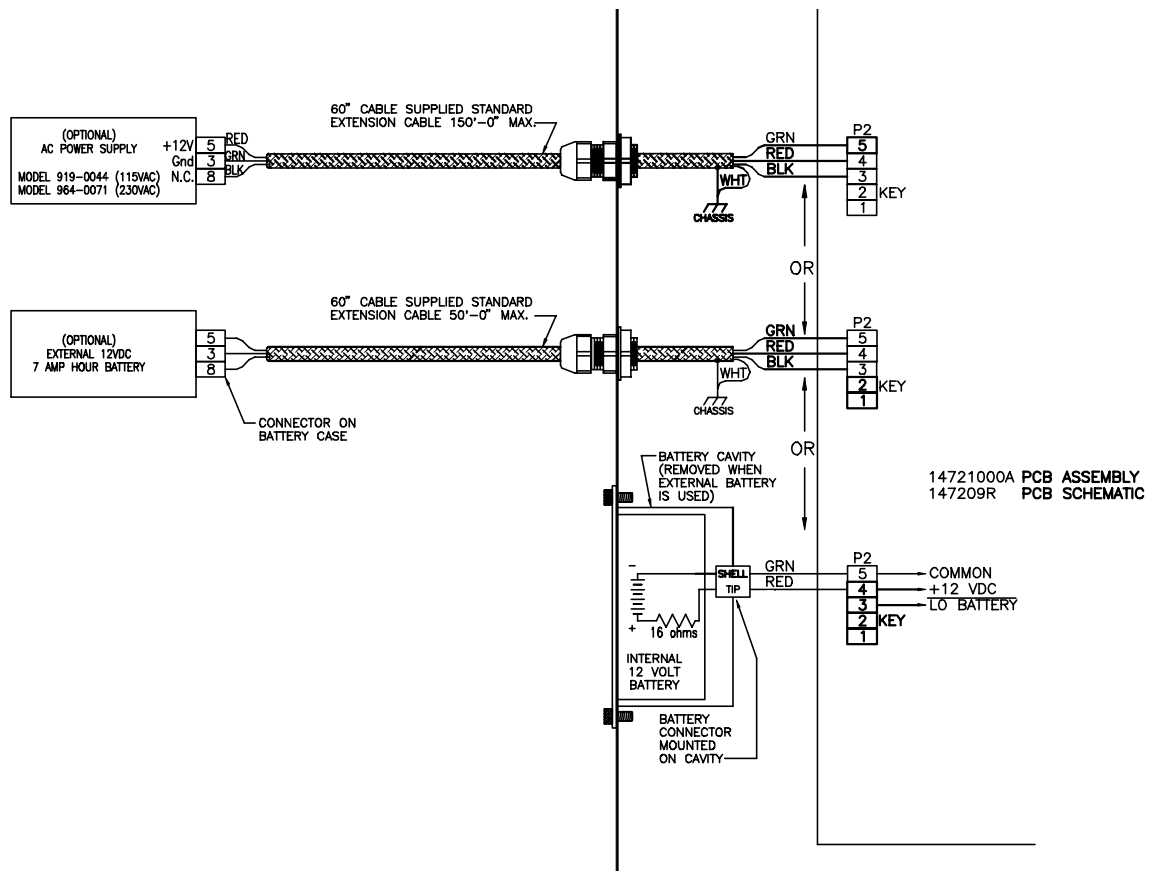 60" CABLE SUPPLIED STANDARD
EXTENSION CABLE 150'-0" MAX.
(OPTIONAL)
AC POWER SUPPLY
MODEL 919-0044 (115VAC)
MODEL 964-0071 (230VAC)
+12V 5 RED
Gnd 3 GRN
N.C. 8 BLK
WHT
CHASSIS
GRN
RED
BLK
P2
5
4
3
2 KEY
1
OR
60" CABLE SUPPLIED STANDARD
EXTENSION CABLE 50'-0" MAX.
(OPTIONAL)
EXTERNAL 12VDC
7 AMP HOUR BATTERY
5
3
8
CONNECTOR ON
BATTERY CASE
WHT
CHASSIS
GRN
RED
BLK
P2
5
4
3
2 KEY
1
OR
BATTERY CAVITY
(REMOVED WHEN
EXTERNAL BATTERY
IS USED)
14721000A PCB ASSEMBLY
147209R PCB SCHEMATIC
-
+
16 ohms
INTERNAL
12 VOLT
BATTERY
SHELL
TIP
GRN
RED
P2
5 COMMON
4 +12 VDC
3 LO BATTERY
2 KEY
1
BATTERY
CONNECTOR
MOUNTED
ON CAVITY